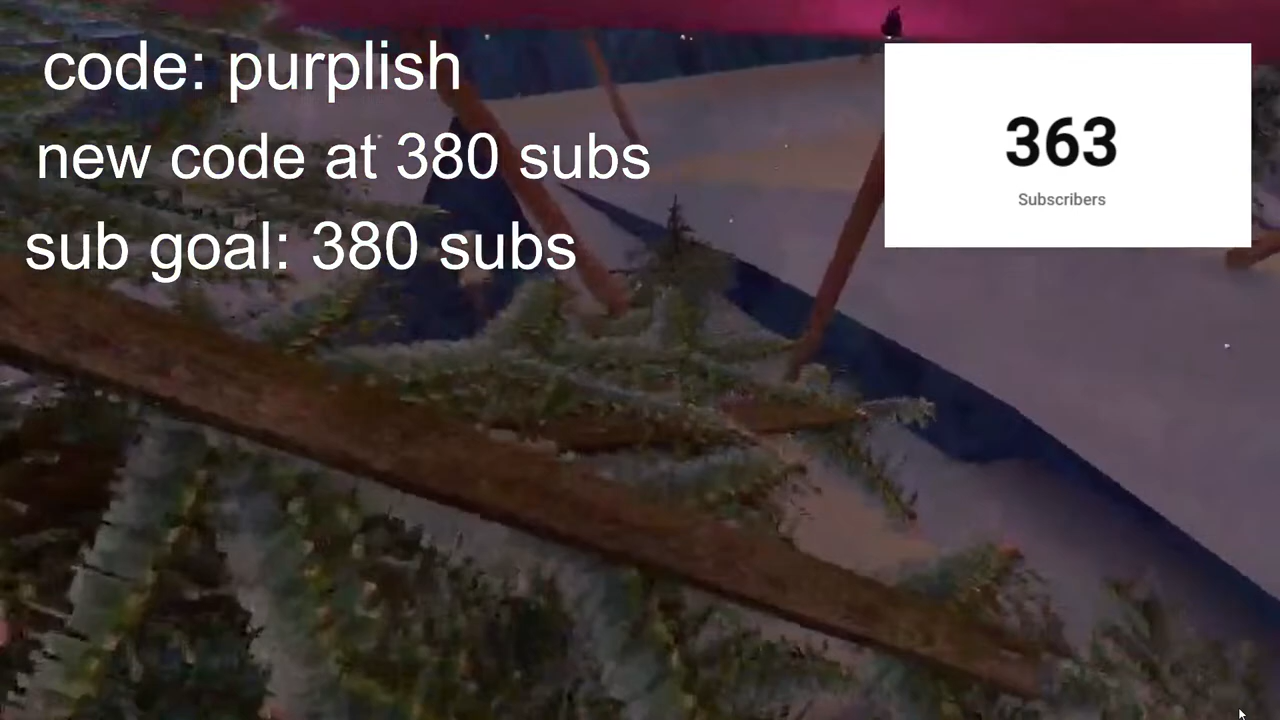 code: purplish
new code at 380 subs
sub goal: 380 subs
363
Subscribers